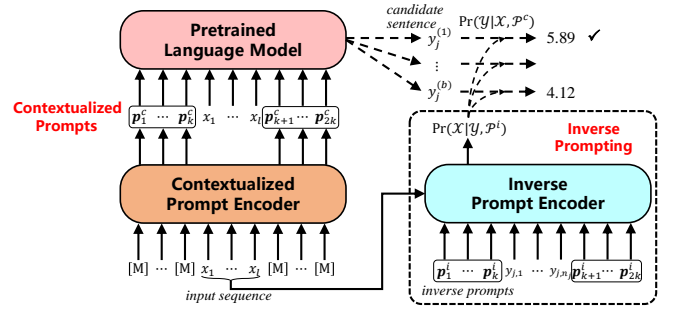 candidate
sentence
Pr(𝒴|𝒳, 𝒫ᶜ)
Pretrained
Language Model
y_j^(1)
5.89 ✓
⋮
y_j^(b)
4.12
Contextualized
Prompts
p_1^c ⋯ p_k^c x_1 ⋯ x_l p_{k+1}^c ⋯ p_{2k}^c
Pr(𝒳|𝒴, 𝒫ⁱ)
Inverse
Prompting
Contextualized
Prompt Encoder
Inverse
Prompt Encoder
[M] ⋯ [M] x_1 ⋯ x_l [M] ⋯ [M]
input sequence
p_1^i ⋯ p_k^i y_{j,1} ⋯ y_{j,n_j} p_{k+1}^i ⋯ p_{2k}^i
inverse prompts